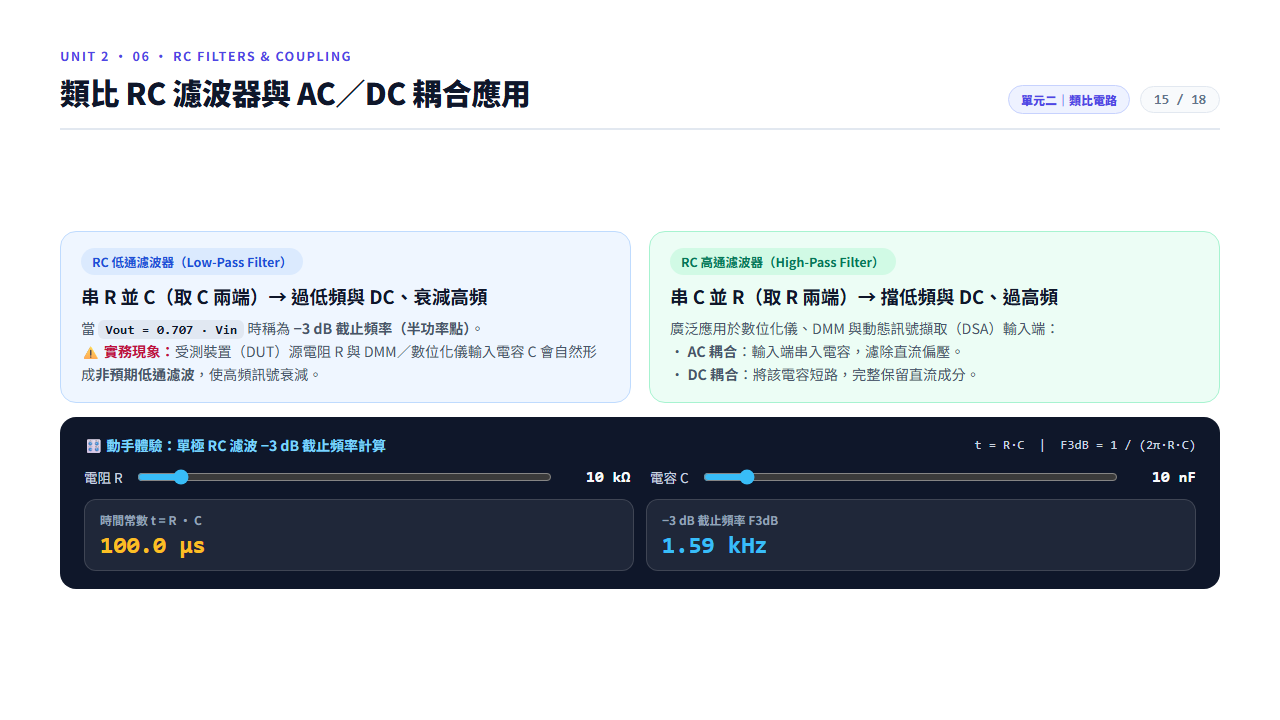 UNIT 2 • 06 • RC FILTERS & COUPLING
類比 RC 濾波器與 AC／DC 耦合應用
單元二｜類比電路
15 / 18
RC 低通濾波器（Low-Pass Filter）
串 R 並 C（取 C 兩端）→ 過低頻與 DC、衰減高頻
當 Vout = 0.707 · Vin 時稱為 −3 dB 截止頻率（半功率點）。
⚠️ 實務現象：受測裝置（DUT）源電阻 R 與 DMM／數位化儀輸入電容 C 會自然形
成非預期低通濾波，使高頻訊號衰減。
RC 高通濾波器（High-Pass Filter）
串 C 並 R（取 R 兩端）→ 擋低頻與 DC、過高頻
廣泛應用於數位化儀、DMM 與動態訊號擷取（DSA）輸入端：
・ AC 耦合：輸入端串入電容，濾除直流偏壓。
・ DC 耦合：將該電容短路，完整保留直流成分。
🎛️ 動手體驗：單極 RC 濾波 −3 dB 截止頻率計算
t = R·C ｜ F3dB = 1 / (2π·R·C)
電阻 R
10 kΩ
電容 C
10 nF
時間常數 t = R · C
100.0 µs
−3 dB 截止頻率 F3dB
1.59 kHz